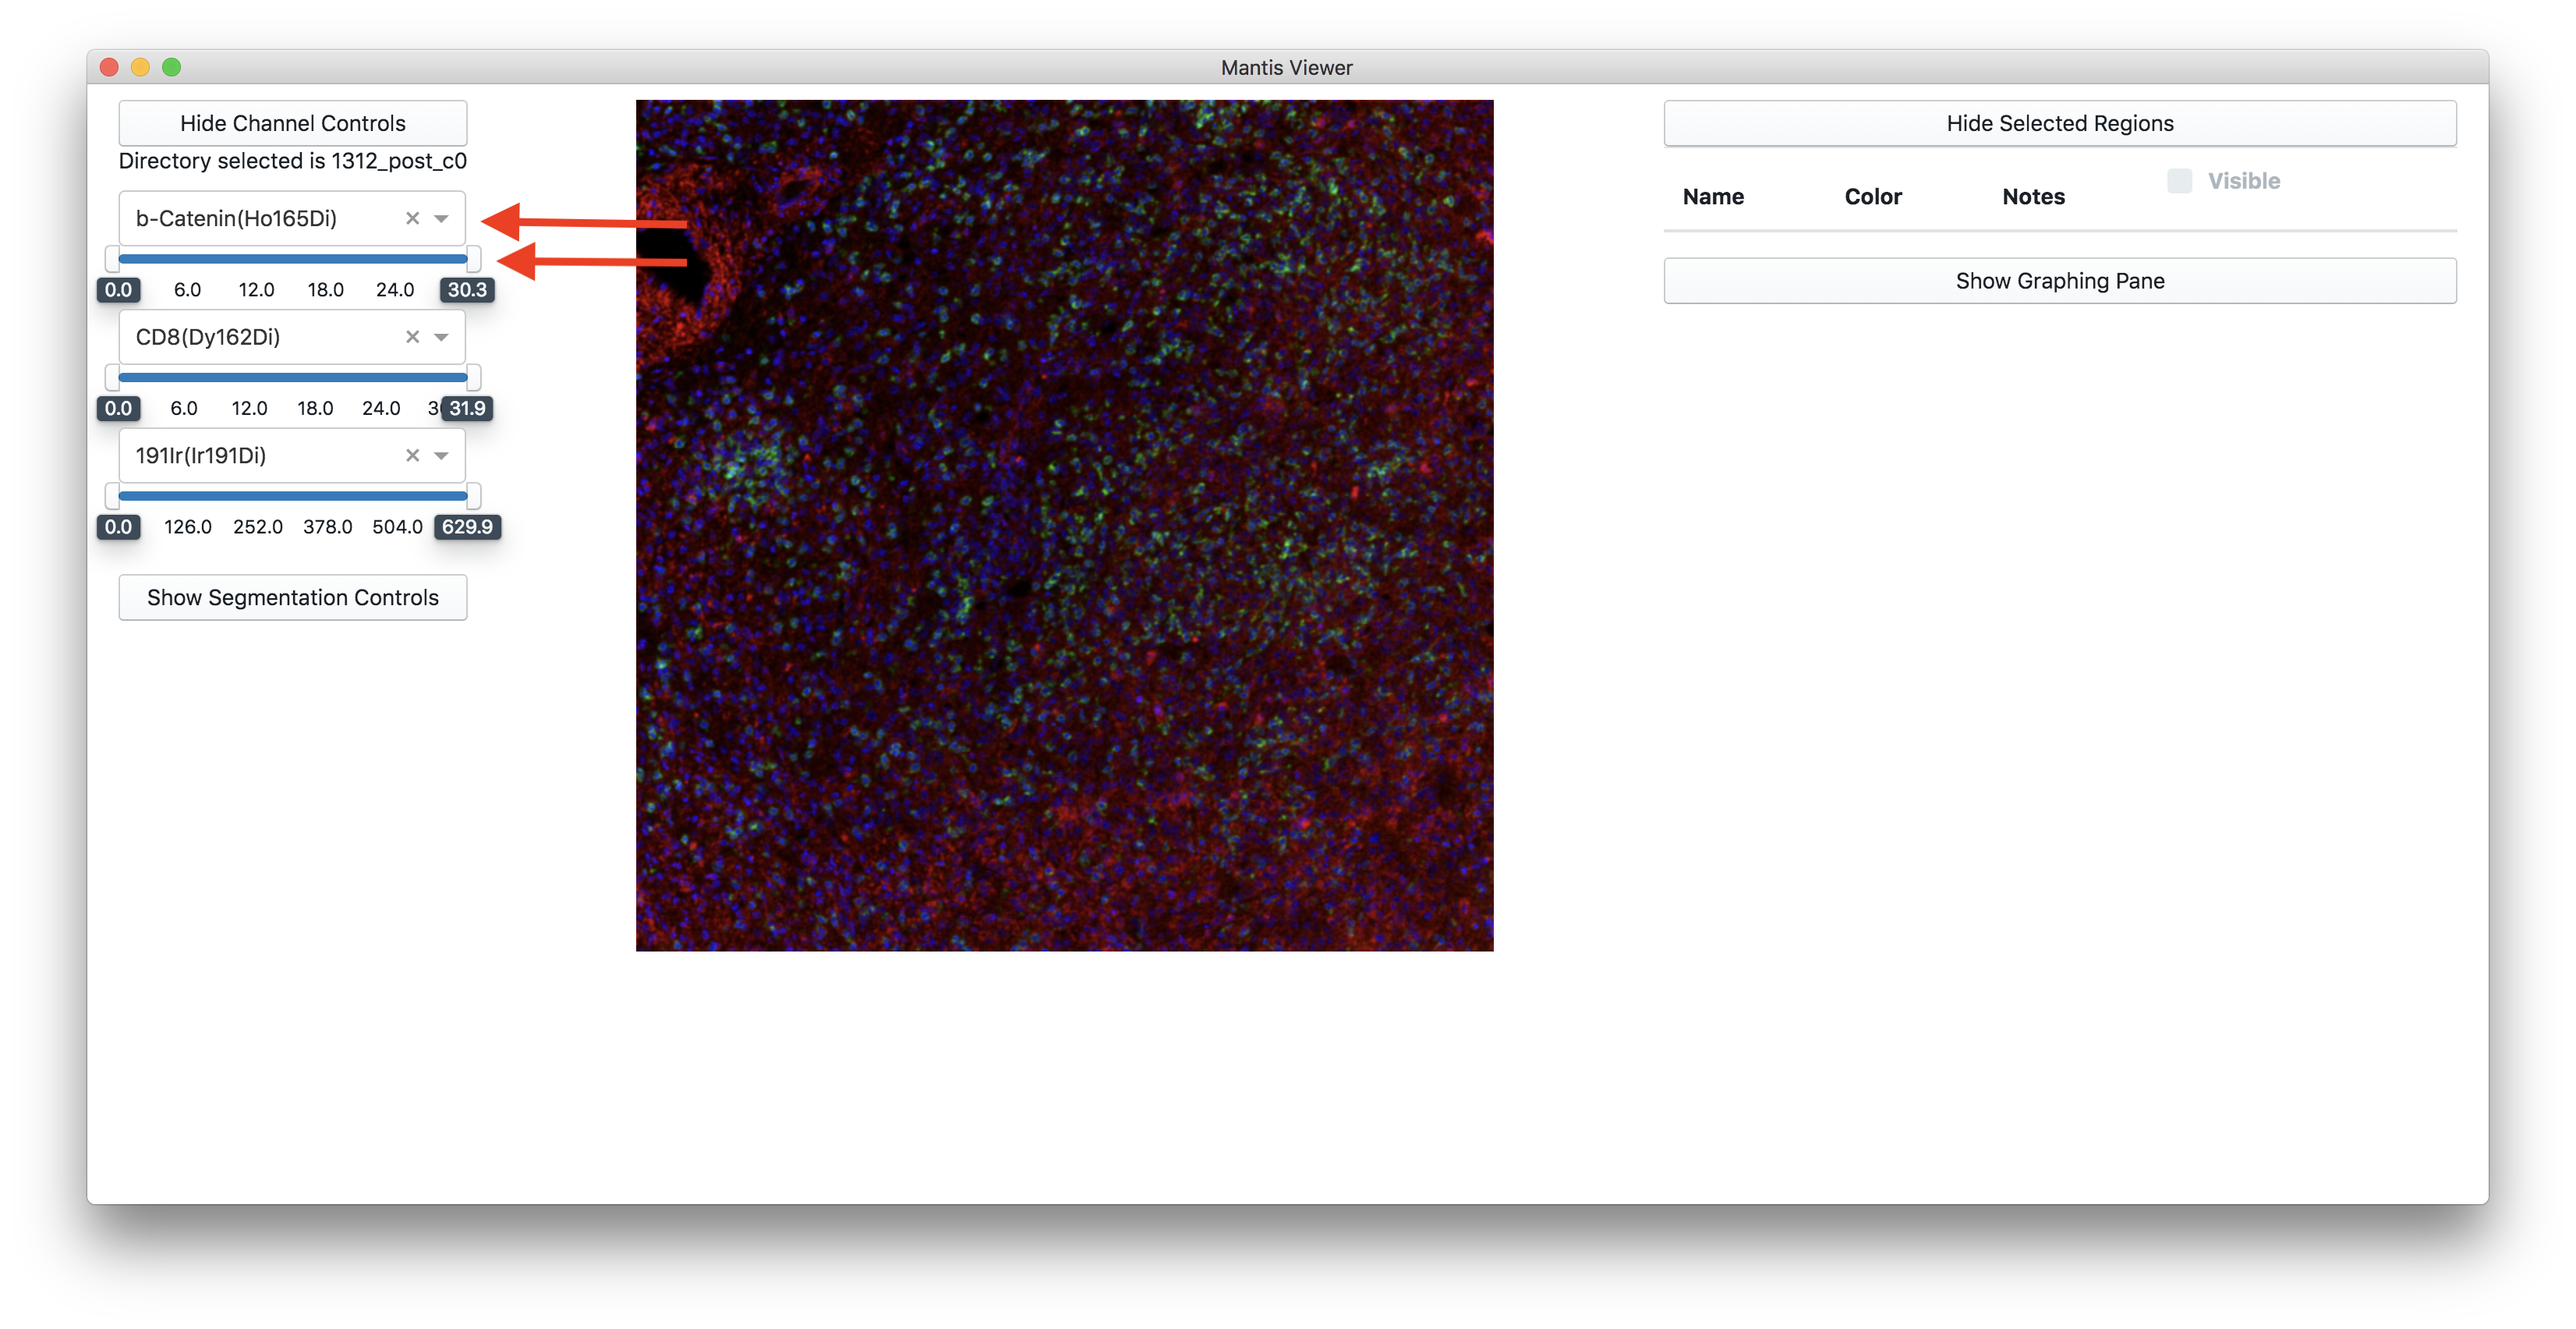 Mantis Viewer
Hide Channel Controls
Directory selected is 1312_post_c0
b-Catenin(Ho165Di)
0.0 6.0 12.0 18.0 24.0 30.3
CD8(Dy162Di)
0.0 6.0 12.0 18.0 24.0 31.9
191Ir(Ir191Di)
0.0 126.0 252.0 378.0 504.0 629.9
Show Segmentation Controls
Hide Selected Regions
Name Color Notes Visible
Show Graphing Pane